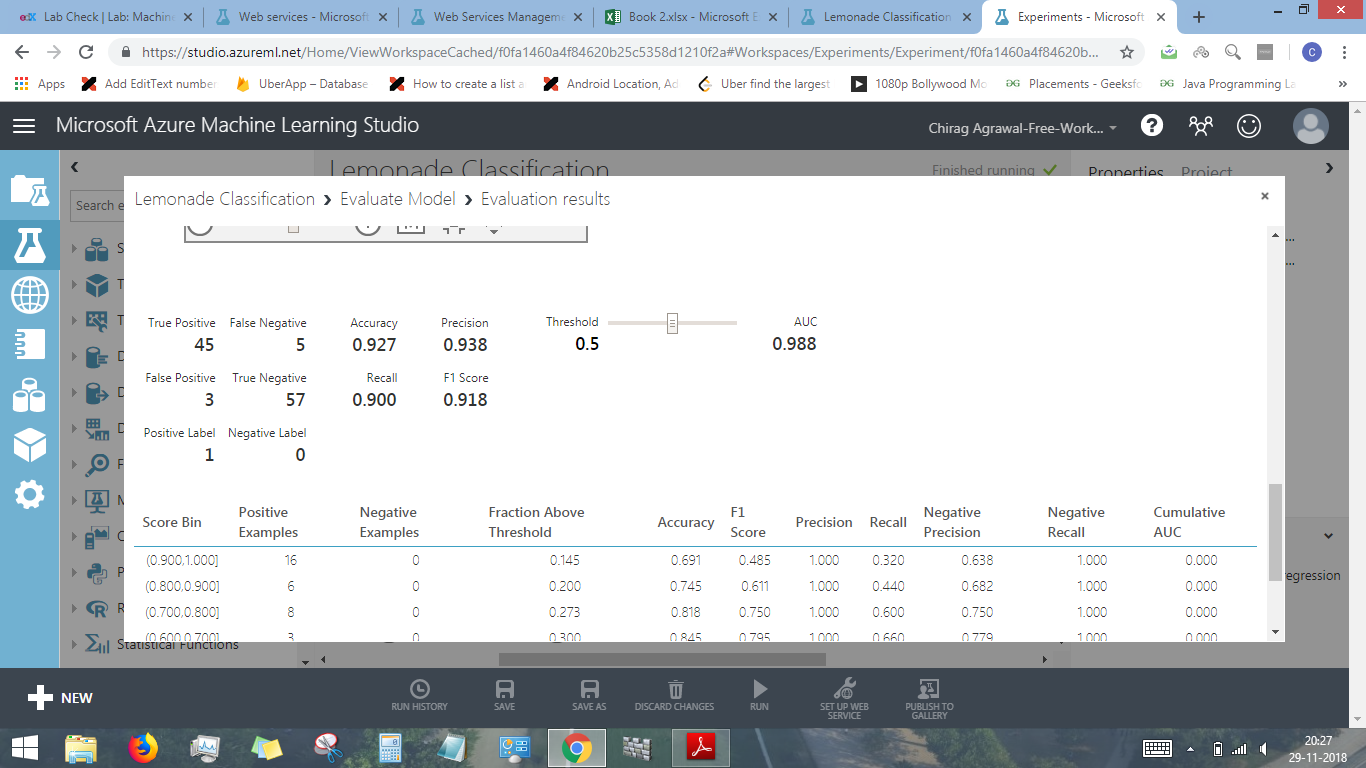 Lab Check | Lab: Machine
Web services - Microsoft
Web Services Manageme
Book 2.xlsx - Microsoft E
Lemonade Classification
Experiments - Microsoft
https://studio.azureml.net/Home/ViewWorkspaceCached/f0fa1460a4f84620b25c5358d1210f2a#Workspaces/Experiments/Experiment/f0fa1460a4f84620b...
C
Apps
Add EditText number
UberApp – Database
How to create a list a
Android Location, Ad
Uber find the largest
1080p Bollywood Mo
Placements - Geeksfo
Java Programming La
»
Microsoft Azure Machine Learning Studio
Chirag Agrawal-Free-Work...
Lemonade Classification
Finished running
Properties Project
Search e
Lemonade Classification > Evaluate Model > Evaluation results
True Positive False Negative Accuracy Precision Threshold AUC
45 5 0.927 0.938 0.5 0.988
False Positive True Negative Recall F1 Score
3 57 0.900 0.918
Positive Label Negative Label
1 0
Score Bin Positive Examples Negative Examples Fraction Above Threshold Accuracy F1 Score Precision Recall Negative Precision Negative Recall Cumulative AUC
(0.900,1.000] 16 0 0.145 0.691 0.485 1.000 0.320 0.638 1.000 0.000
(0.800,0.900] 6 0 0.200 0.745 0.611 1.000 0.440 0.682 1.000 0.000
(0.700,0.800] 8 0 0.273 0.818 0.750 1.000 0.600 0.750 1.000 0.000
(0.600,0.700] 3 0 0.300 0.845 0.795 1.000 0.660 0.779 1.000 0.000
egression
Statistical Functions
NEW
RUN HISTORY
SAVE
SAVE AS
DISCARD CHANGES
RUN
SET UP WEB SERVICE
PUBLISH TO GALLERY
20:27
29-11-2018